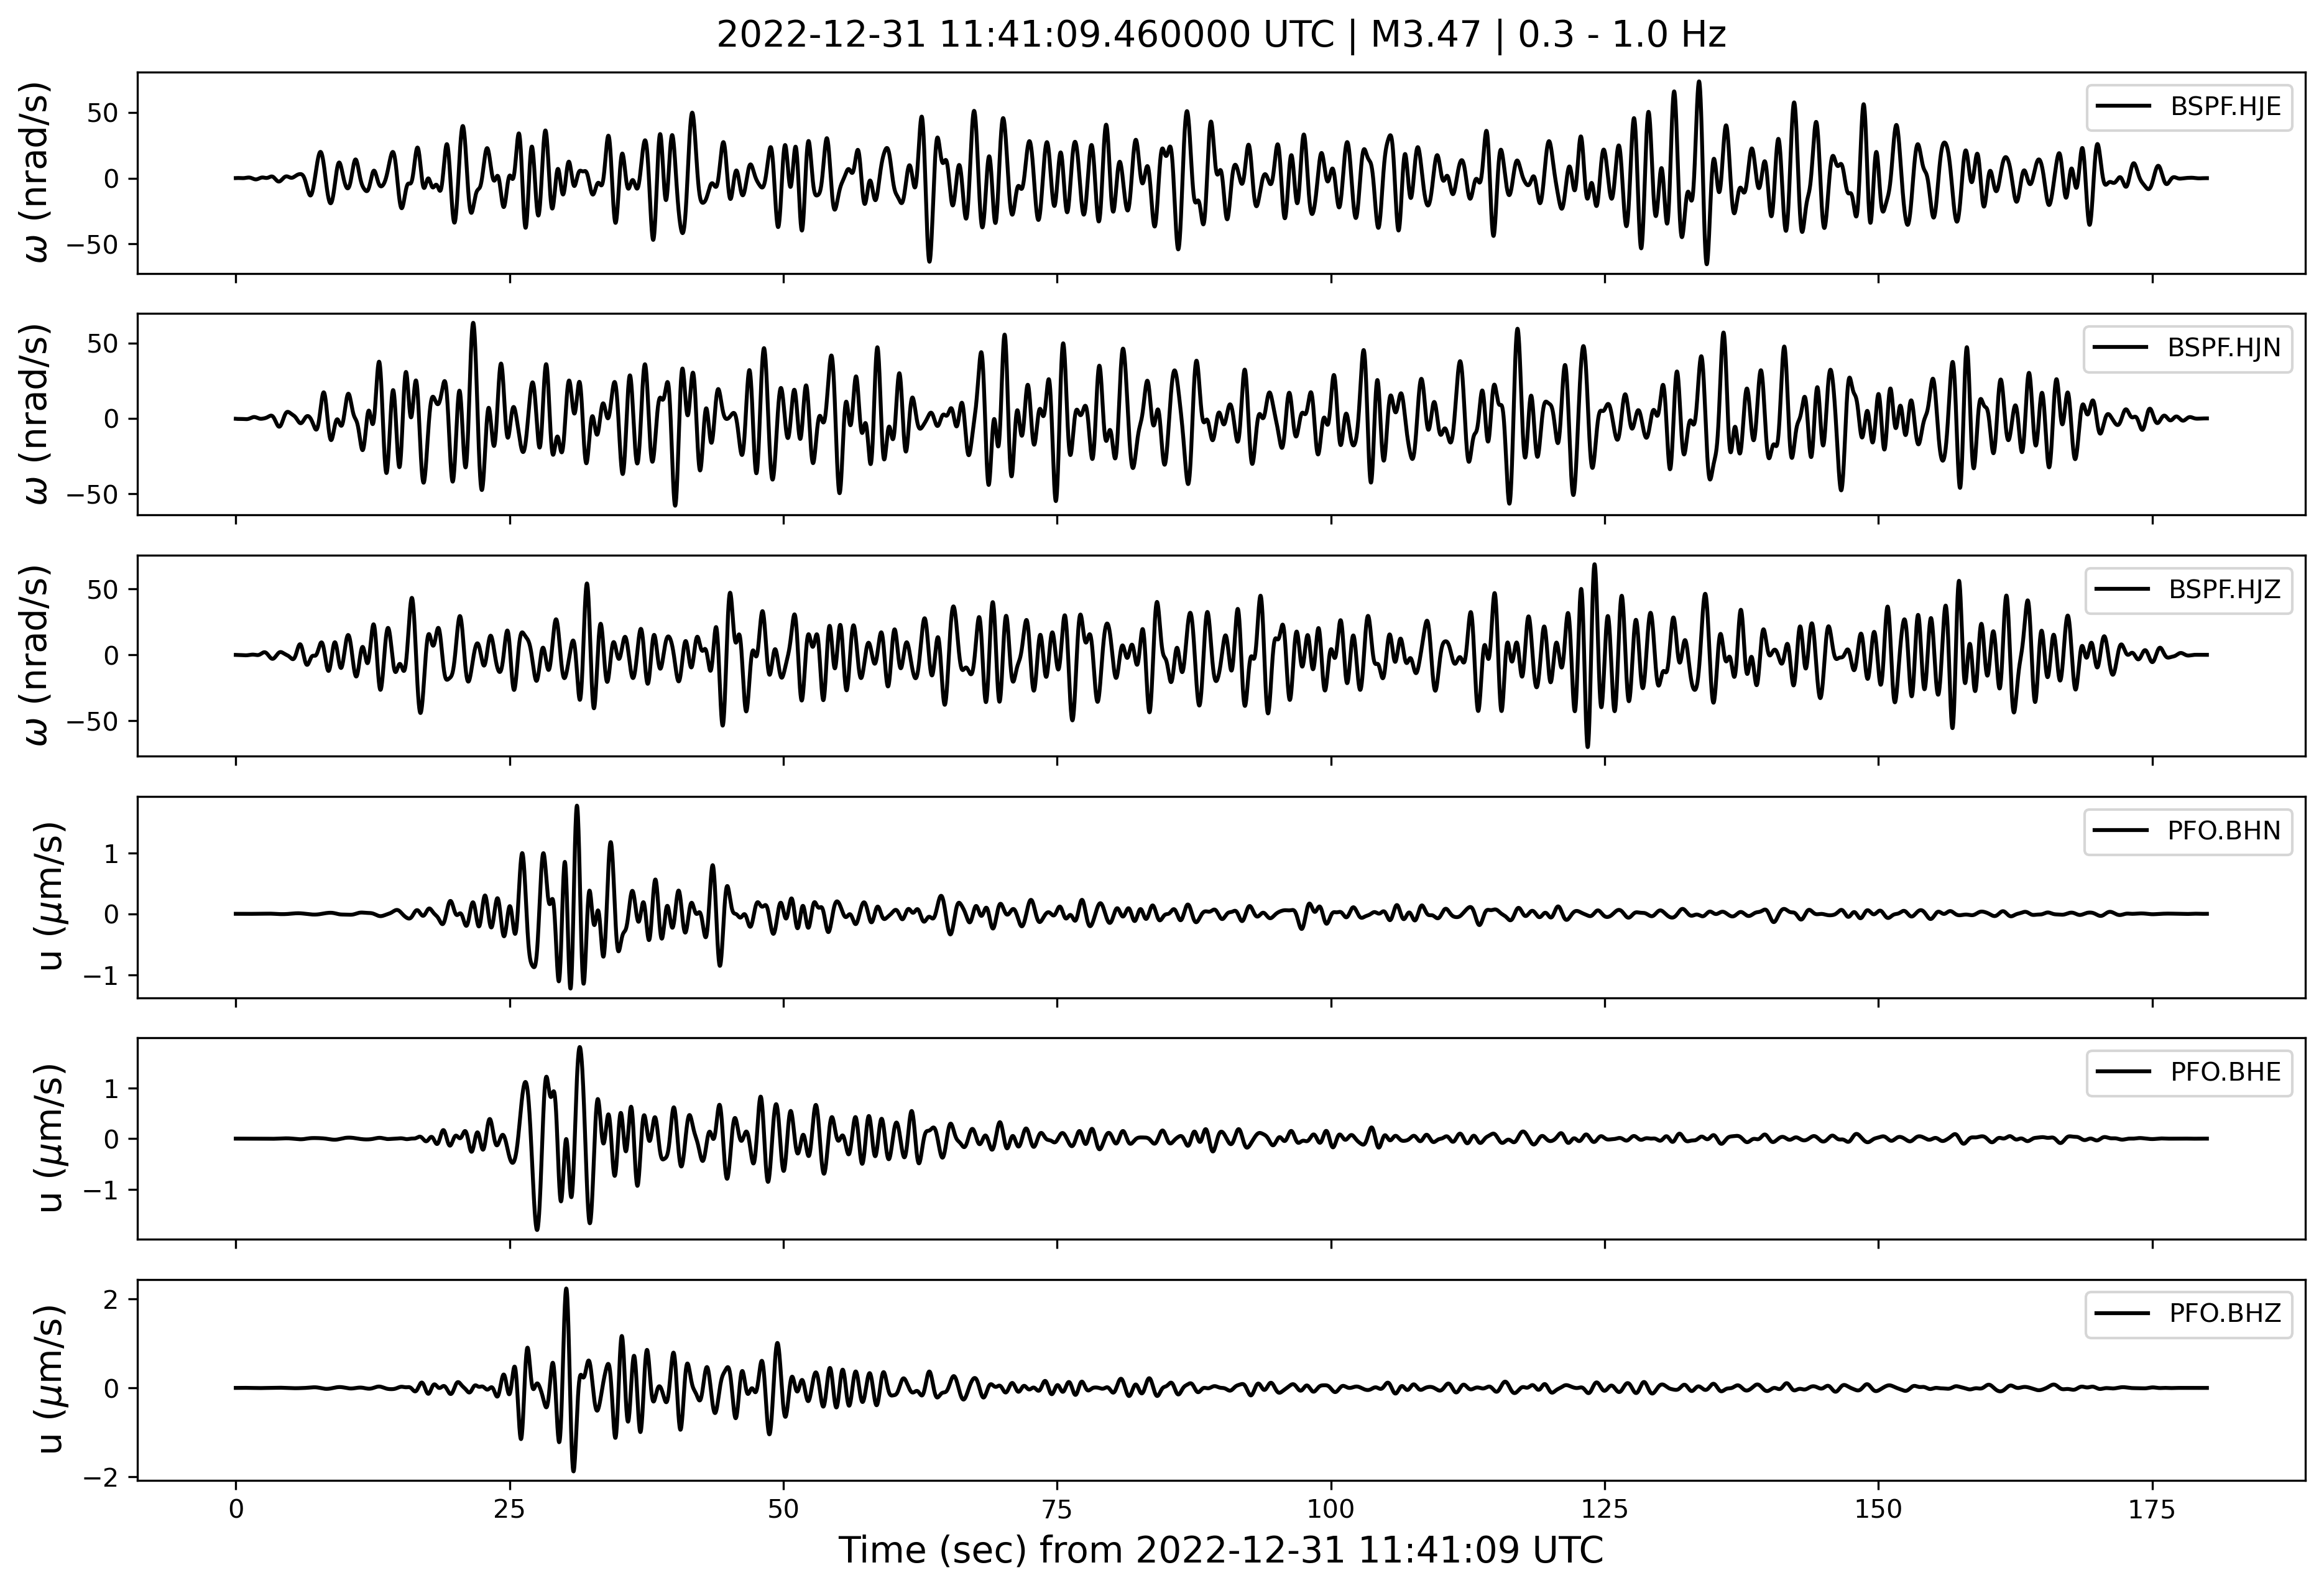 2022-12-31 11:41:09.460000 UTC | M3.47 | 0.3 - 1.0 Hz
ω (nrad/s)
50
0
−50
BSPF.HJE
ω (nrad/s)
50
0
−50
BSPF.HJN
ω (nrad/s)
50
0
−50
BSPF.HJZ
u (μm/s)
1
0
−1
PFO.BHN
u (μm/s)
1
0
−1
PFO.BHE
u (μm/s)
2
0
−2
PFO.BHZ
0 25 50 75 100 125 150 175
Time (sec) from 2022-12-31 11:41:09 UTC